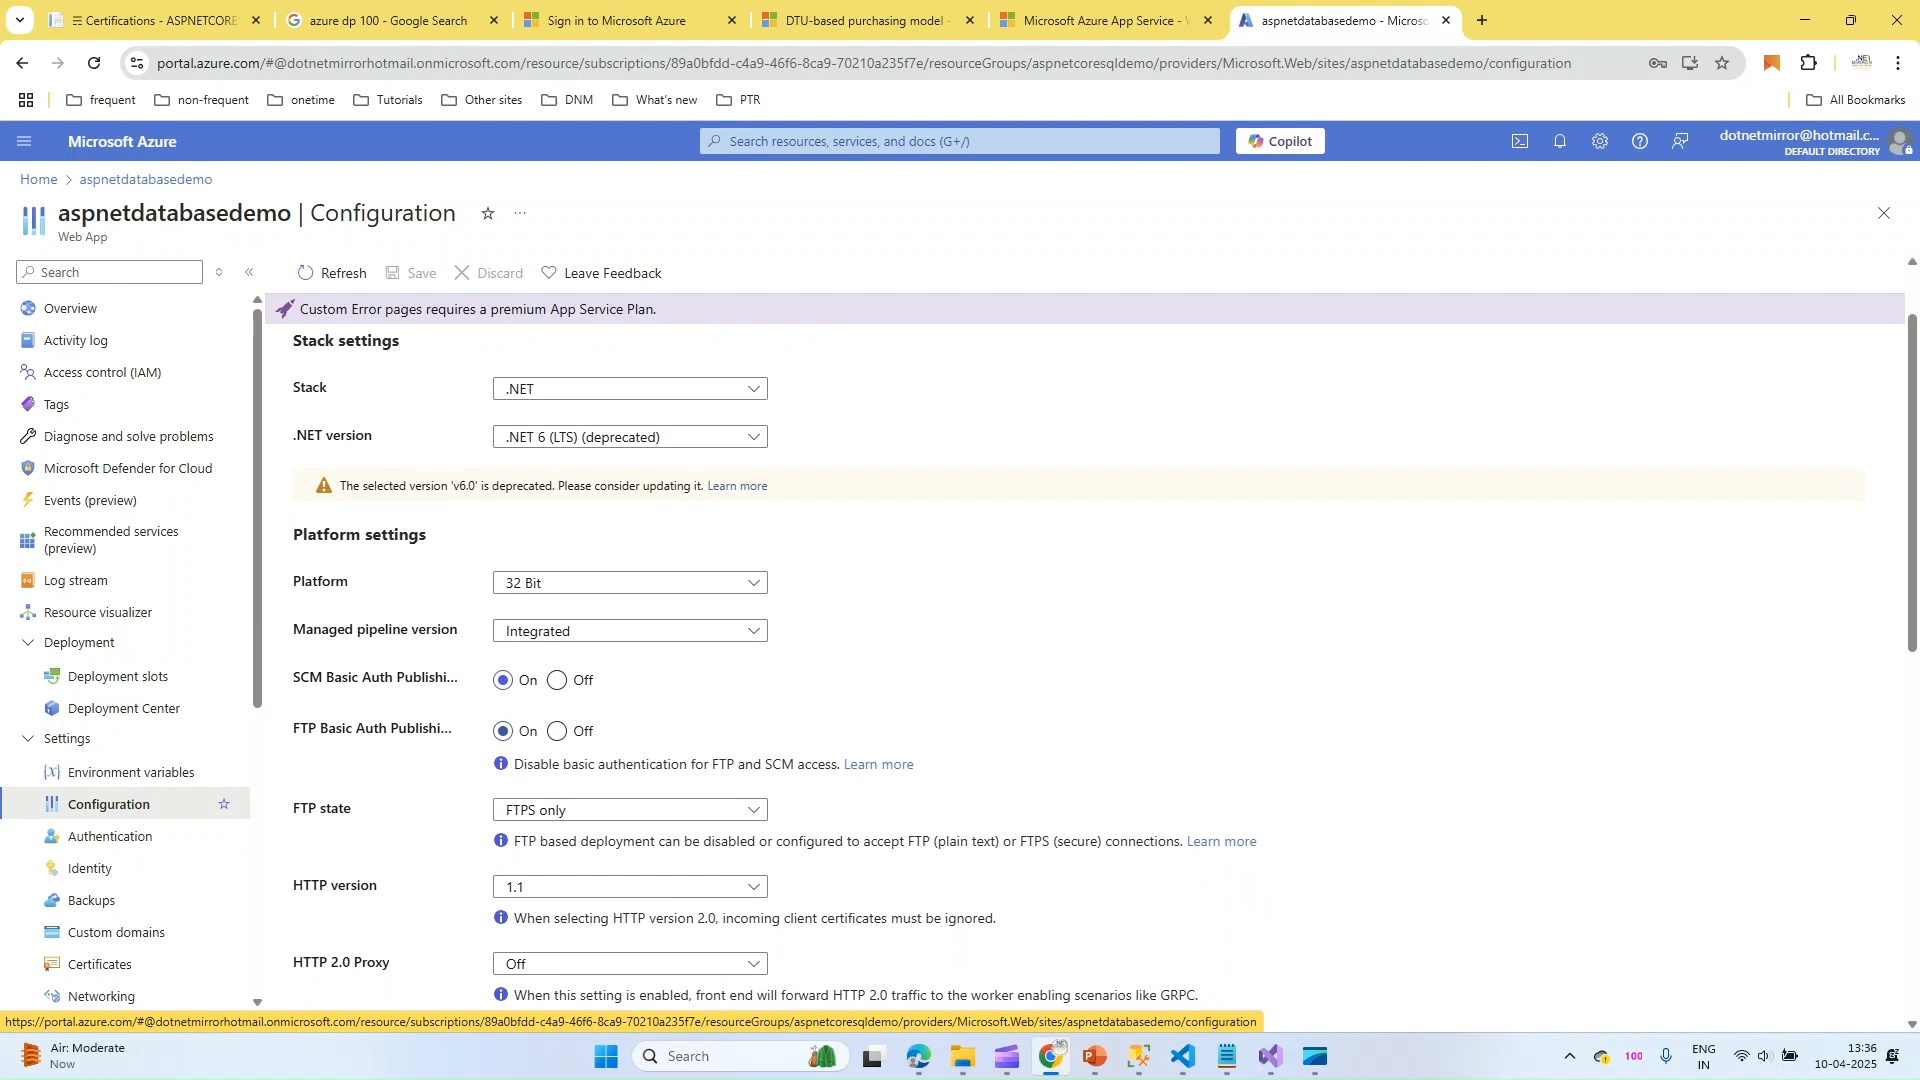 Certifications - ASPNETCORE
azure dp 100 - Google Search
Sign in to Microsoft Azure
DTU-based purchasing model -
Microsoft Azure App Service -
aspnetdatabasedemo - Micros
portal.azure.com/#@dotnetmirrorhotmail.onmicrosoft.com/resource/subscriptions/89a0bfdd-c4a9-46f6-8ca9-70210a235f7e/resourceGroups/aspnetcoresqldemo/providers/Microsoft.Web/sites/aspnetdatabasedemo/configuration
frequent non-frequent onetime Tutorials Other sites DNM What's new PTR All Bookmarks
Microsoft Azure
Search resources, services, and docs (G+/)
Copilot
dotnetmirror@hotmail.c...
DEFAULT DIRECTORY
Home > aspnetdatabasedemo
aspnetdatabasedemo | Configuration
Web App
Search
Refresh Save Discard Leave Feedback
Overview
Activity log
Access control (IAM)
Tags
Diagnose and solve problems
Microsoft Defender for Cloud
Events (preview)
Recommended services
(preview)
Log stream
Resource visualizer
Deployment
Deployment slots
Deployment Center
Settings
Environment variables
Configuration
Authentication
Identity
Backups
Custom domains
Certificates
Networking
Custom Error pages requires a premium App Service Plan.
Stack settings
Stack
.NET
.NET version
.NET 6 (LTS) (deprecated)
The selected version 'v6.0' is deprecated. Please consider updating it. Learn more
Platform settings
Platform
32 Bit
Managed pipeline version
Integrated
SCM Basic Auth Publishi...
On Off
FTP Basic Auth Publishi...
On Off
Disable basic authentication for FTP and SCM access. Learn more
FTP state
FTPS only
FTP based deployment can be disabled or configured to accept FTP (plain text) or FTPS (secure) connections. Learn more
HTTP version
1.1
When selecting HTTP version 2.0, incoming client certificates must be ignored.
HTTP 2.0 Proxy
Off
When this setting is enabled, front end will forward HTTP 2.0 traffic to the worker enabling scenarios like GRPC.
https://portal.azure.com/#@dotnetmirrorhotmail.onmicrosoft.com/resource/subscriptions/89a0bfdd-c4a9-46f6-8ca9-70210a235f7e/resourceGroups/aspnetcoresqldemo/providers/Microsoft.Web/sites/aspnetdatabasedemo/configuration
Air: Moderate
Now
Search
100
ENG
IN
13:36
10-04-2025